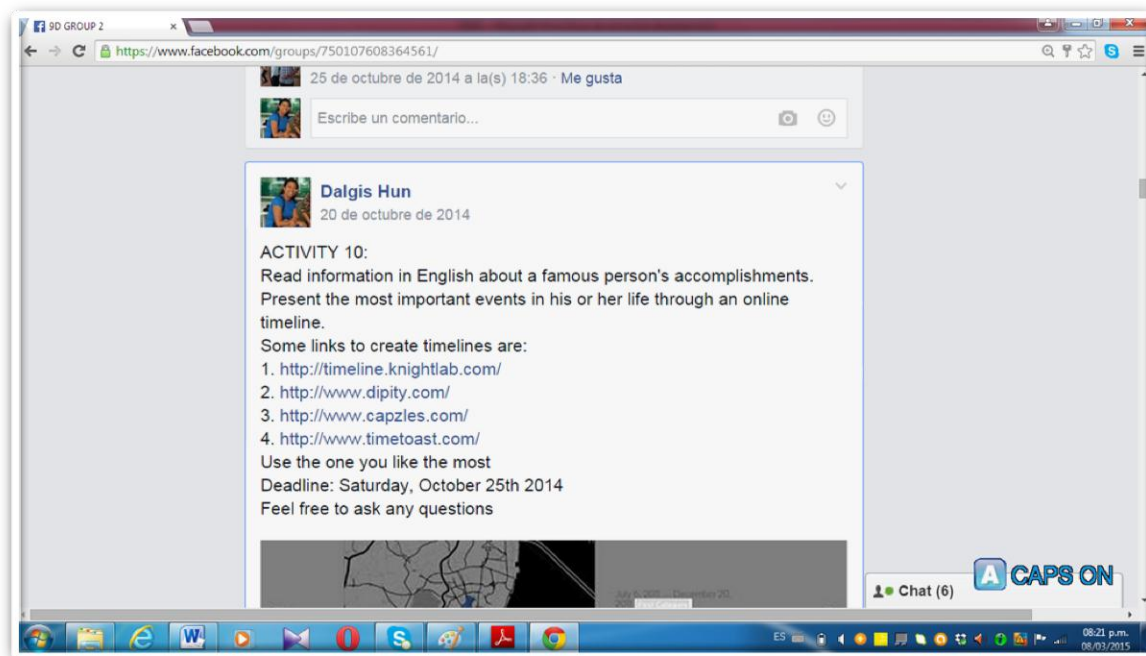 9D GROUP 2
https://www.facebook.com/groups/750107608364561/
25 de octubre de 2014 a la(s) 18:36 · Me gusta
Escribe un comentario...
Dalgis Hun
20 de octubre de 2014
ACTIVITY 10:
Read information in English about a famous person's accomplishments.
Present the most important events in his or her life through an online
timeline.
Some links to create timelines are:
1. http://timeline.knightlab.com/
2. http://www.dipity.com/
3. http://www.capzles.com/
4. http://www.timetoast.com/
Use the one you like the most
Deadline: Saturday, October 25th 2014
Feel free to ask any questions
A CAPS ON
Chat (6)
ES
08:21 p.m.
08/03/2015